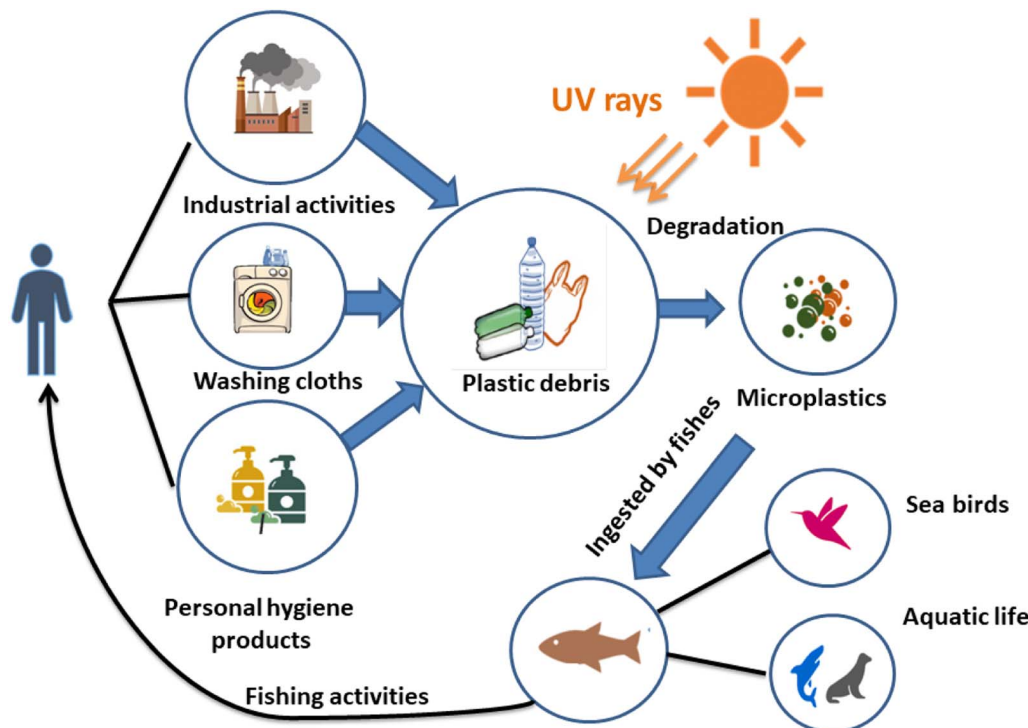 UV rays
Industrial activities
Degradation
Washing cloths
Plastic debris
Microplastics
Ingested by fishes
Sea birds
Personal hygiene
products
Aquatic life
Fishing activities